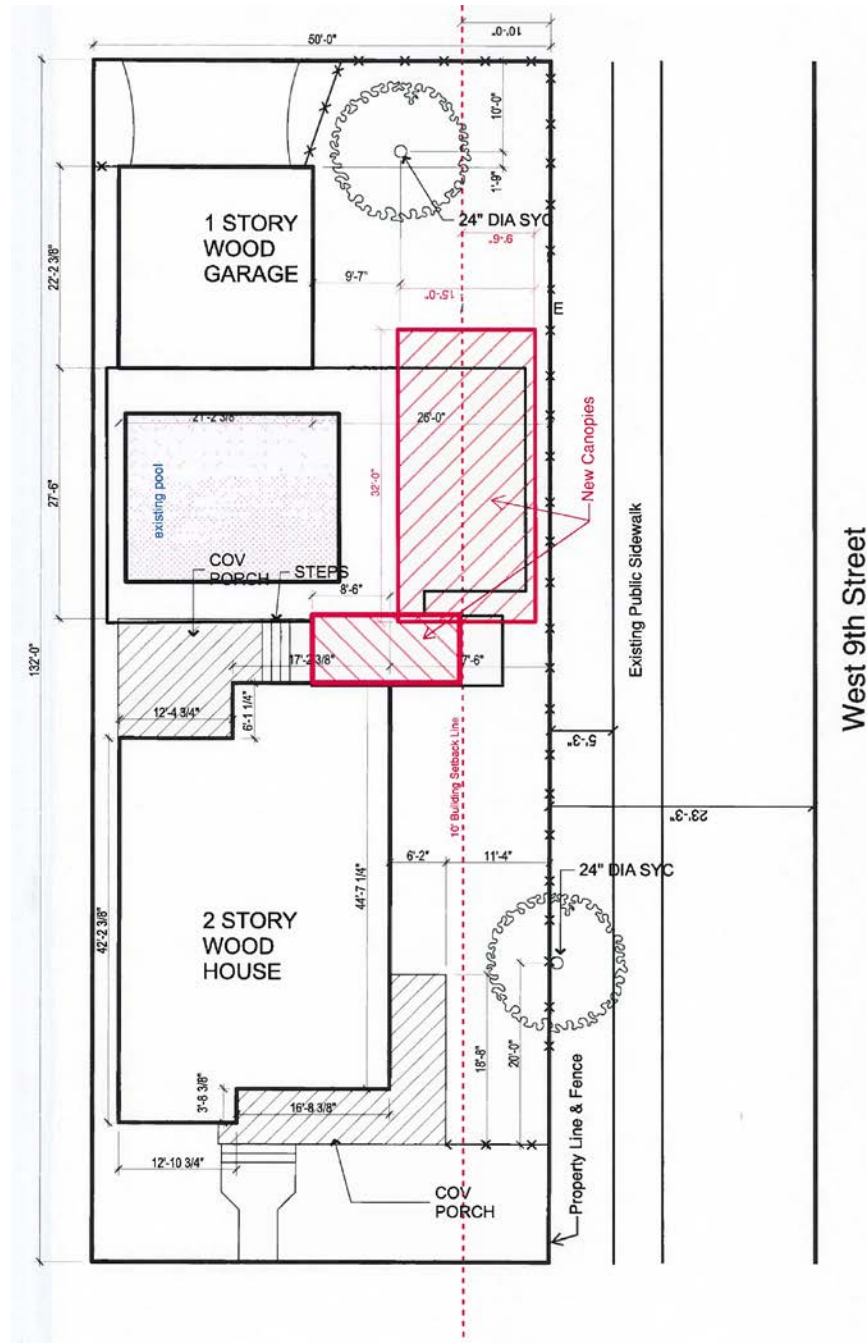 50'-0"
10'-0"
10'-0"
1'-9"
24" DIA SYC
1 STORY
WOOD
GARAGE
22'-2 3/8"
9'-6"
9'-7"
15'-0"
E
21'-2 3/8"
26'-0"
existing pool
32'-0"
New Canopies
27'-6"
COV
PORCH
STEPS
8'-6"
Existing Public Sidewalk
West 9th Street
132'-0"
17'-2 3/8"
7'-6"
12'-4 3/4"
6'-1 1/4"
5'-3"
10' Building Setback Line
23'-3"
6'-2"
11'-4"
24" DIA SYC
44'-7 1/4"
42'-2 3/8"
2 STORY
WOOD
HOUSE
18'-8"
20'-0"
3'-8 3/8"
16'-8 3/8"
12'-10 3/4"
COV
PORCH
Property Line & Fence